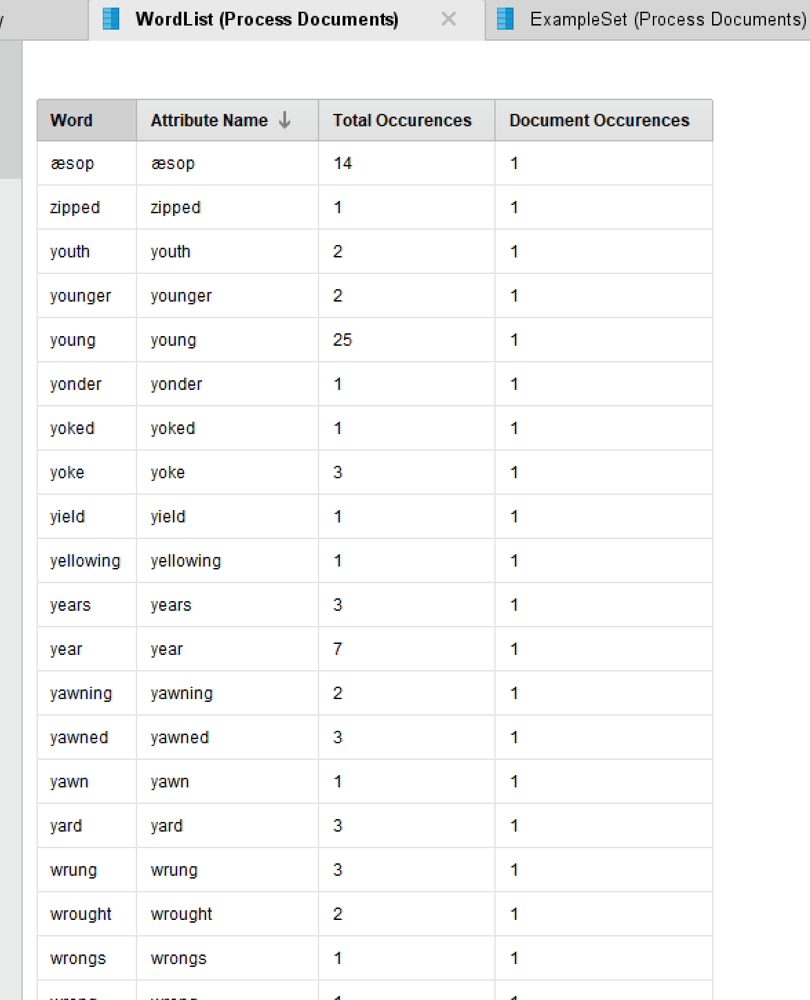 WordList (Process Documents) ExampleSet (Process Documents)
Word Attribute Name Total Occurences Document Occurences
æsop æsop 14 1
zipped zipped 1 1
youth youth 2 1
younger younger 2 1
young young 25 1
yonder yonder 1 1
yoked yoked 1 1
yoke yoke 3 1
yield yield 1 1
yellowing yellowing 1 1
years years 3 1
year year 7 1
yawning yawning 2 1
yawned yawned 3 1
yawn yawn 1 1
yard yard 3 1
wrung wrung 3 1
wrought wrought 2 1
wrongs wrongs 1 1